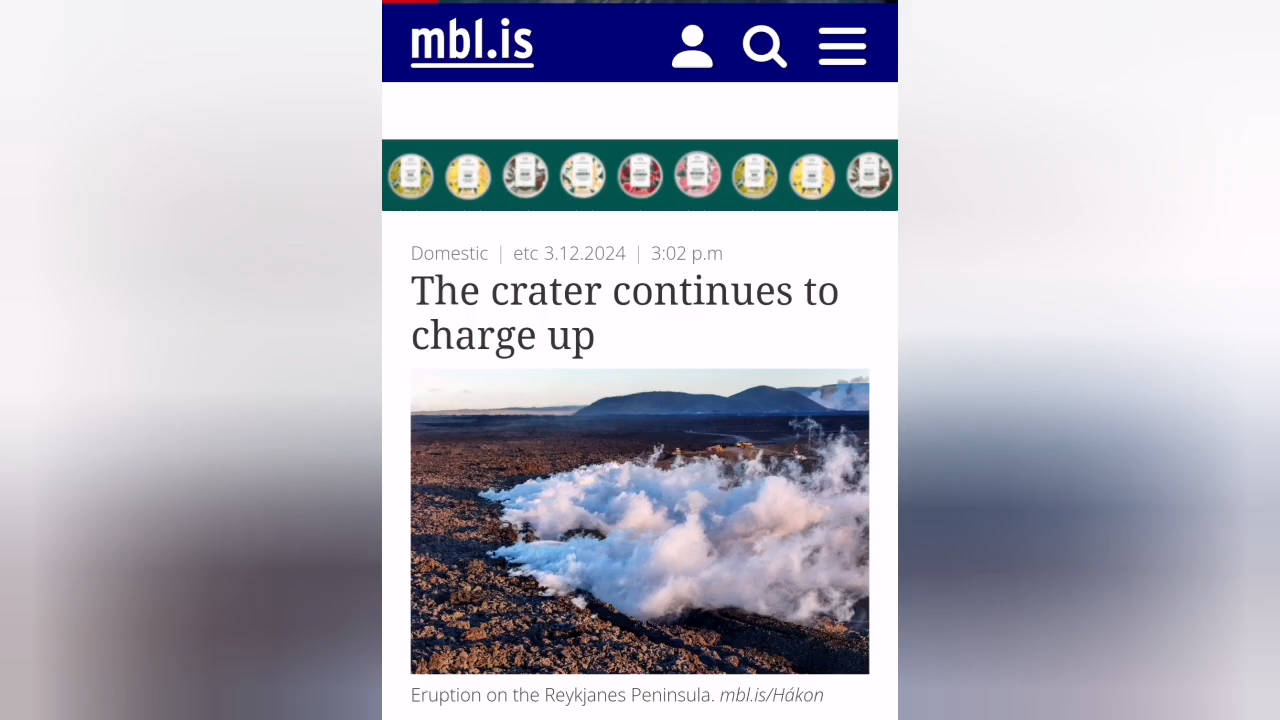 mbl.is
Domestic | etc 3.12.2024 | 3:02 p.m
The crater continues to
charge up
Eruption on the Reykjanes Peninsula. mbl.is/Hákon